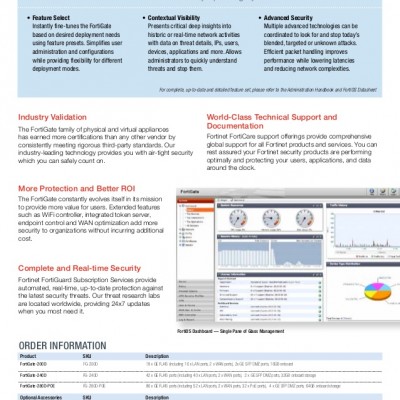 • Feature Select
Instantly fine-tunes the FortiGate
based on desired deployment needs
using feature presets. Simplifies user
administration and configurations
while providing flexibility for different
deployment modes.
• Contextual Visibility
Presents critical deep insights into
historic or real-time network activities
with data on threat details, IPs, users,
devices, applications and more. Allows
administrators to quickly understand
threats and stop them.
• Advanced Security
Multiple advanced technologies can be
coordinated to look for and stop today's
blended, targeted or unknown attacks.
Efficient packet handling improves
performance while lowering latencies
and reducing network complexities.
For complete, up-to-date and detailed feature set, please refer to the Administration Handbook and FortiOS Datasheet
Industry Validation
The FortiGate family of physical and virtual appliances
has earned more certifications than any other vendor by
consistently meeting rigorous third-party standards. Our
industry-leading technology provides you with air-tight security
which you can safely count on.
World-Class Technical Support and
Documentation
Fortinet FortiCare support offerings provide comprehensive
global support for all Fortinet products and services. You can
rest assured your Fortinet security products are performing
optimally and protecting your users, applications, and data
around the clock.
More Protection and Better ROI
The FortiGate constantly evolves itself in its mission
to provide more value for users. Extended features
such as WiFi controller, integrated token server,
endpoint control and WAN optimization add more
security to organizations without incurring additional
cost.
Complete and Real-time Security
Fortinet FortiGuard Subscription Services provide
automated, real-time, up-to-date protection against
the latest security threats. Our threat research labs
are located worldwide, providing 24x7 updates
when you most need it.
FortiGate
FortiOS Dashboard — Single Pane of Glass Management
ORDER INFORMATION
Product SKU Description
Optional Accessories SKU Description